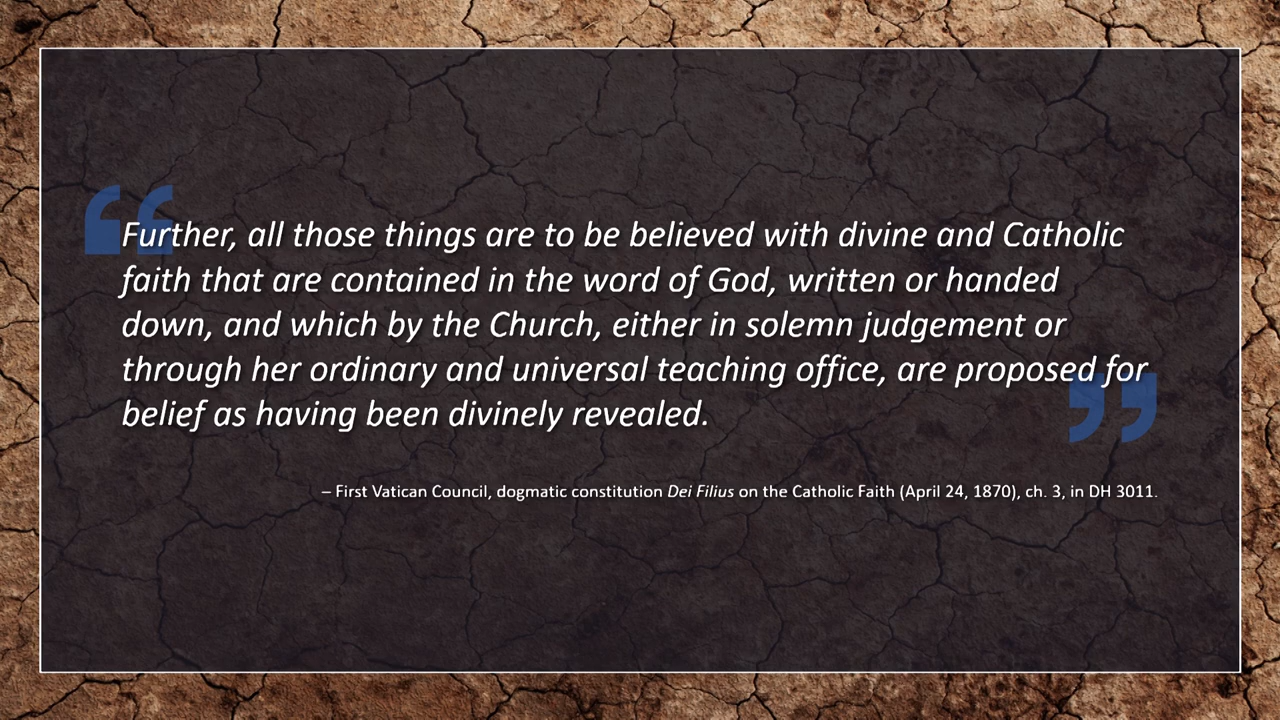 Further, all those things are to be believed with divine and Catholic
faith that are contained in the word of God, written or handed
down, and which by the Church, either in solemn judgement or
through her ordinary and universal teaching office, are proposed for
belief as having been divinely revealed.
– First Vatican Council, dogmatic constitution Dei Filius on the Catholic Faith (April 24, 1870), ch. 3, in DH 3011.